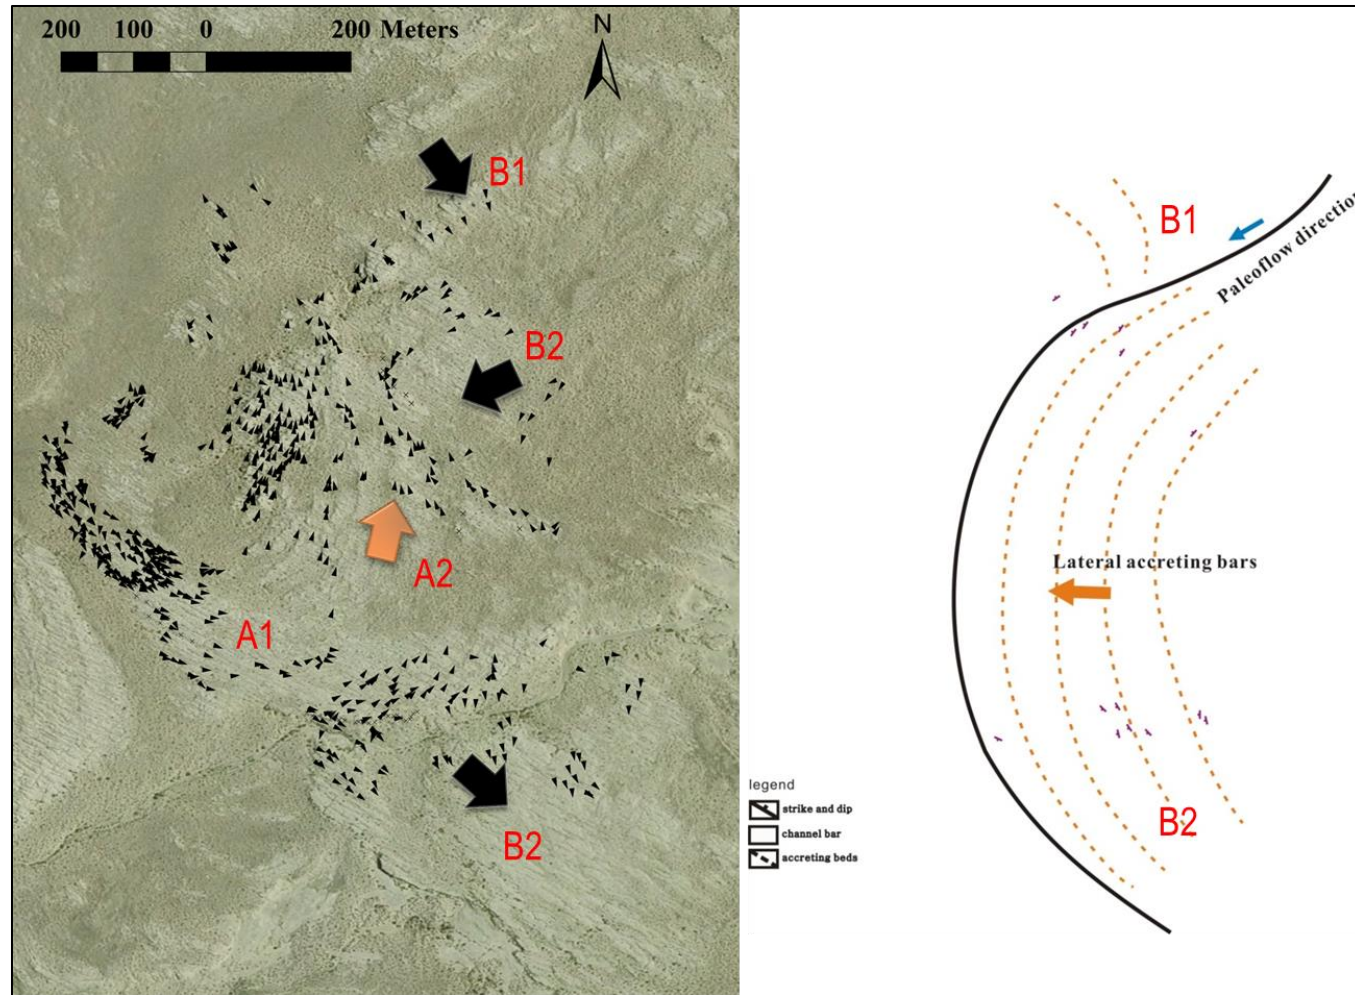 200 100 0 200 Meters
N
B1
B2
A2
A1
B2
B1
Paleoflow direction
Lateral accreting bars
B2
legend
strike and dip
channel bar
accreting beds